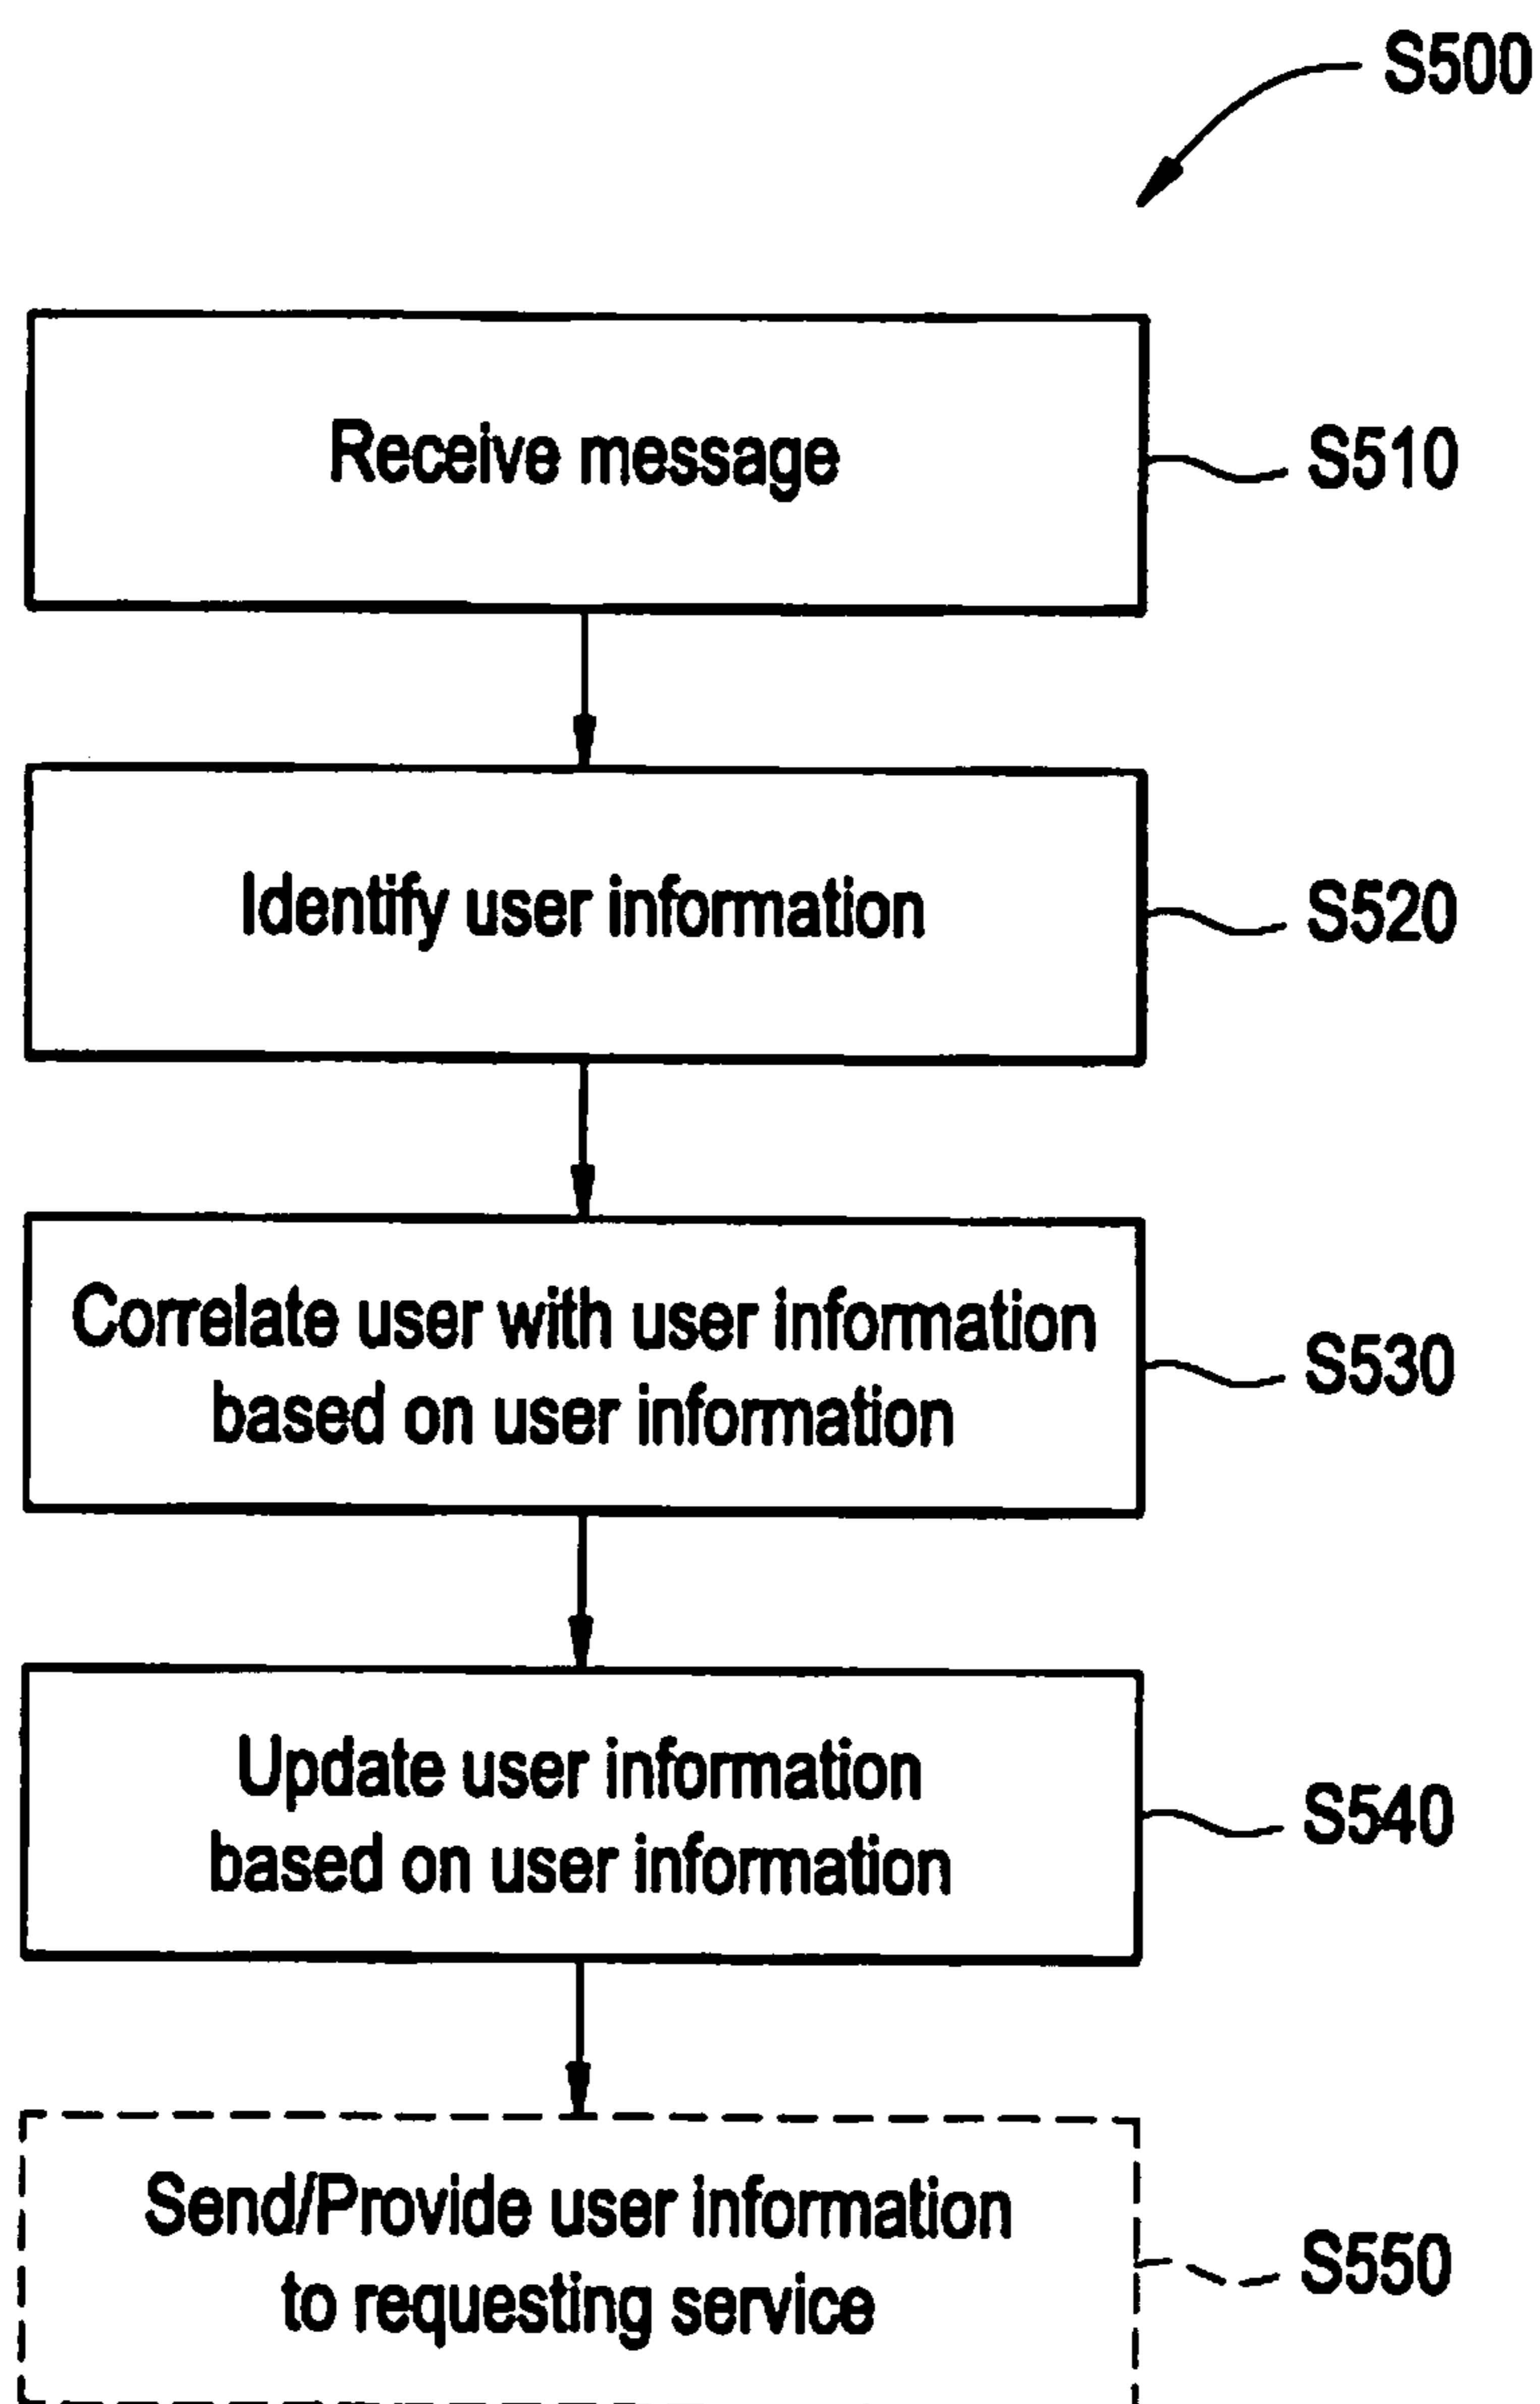 S500
Receive message
S510
Identify user information
S520
Correlate user with user information
based on user information
S530
Update user information
based on user information
S540
Send/Provide user information
to requesting service
S550